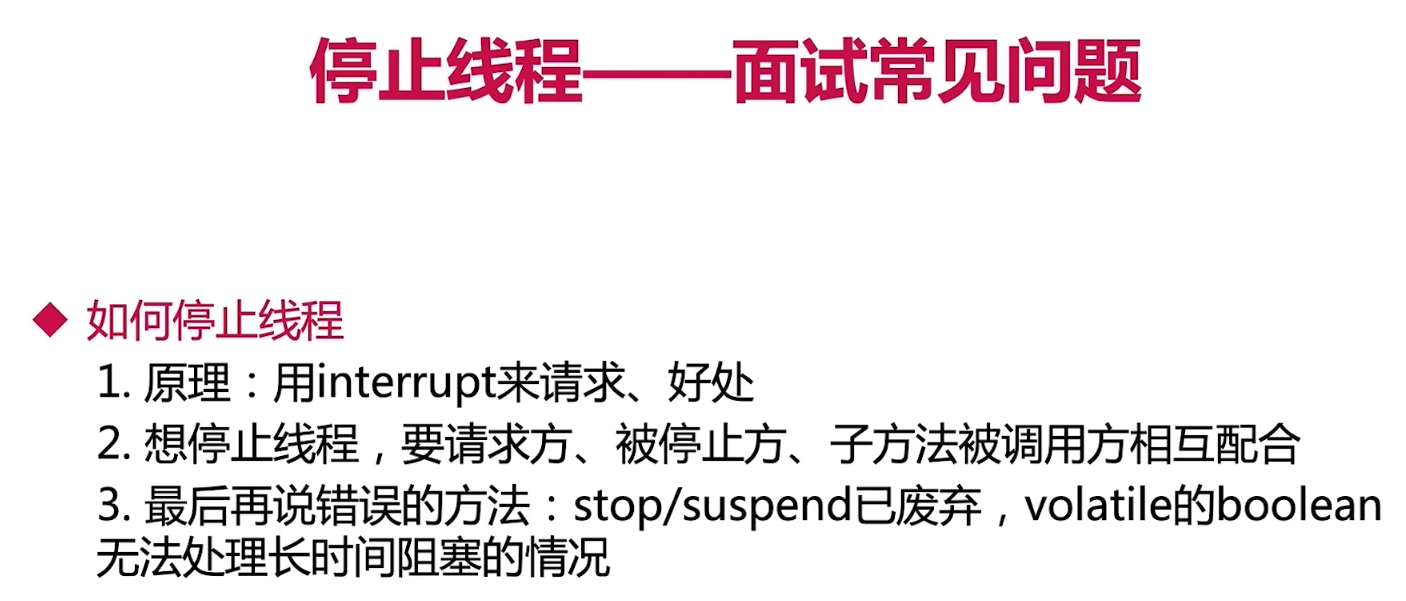 停止线程——面试常见问题
◆ 如何停止线程
1. 原理：用interrupt来请求、好处
2. 想停止线程，要请求方、被停止方、子方法被调用方相互配合
3. 最后再说错误的方法：stop/suspend已废弃，volatile的boolean
无法处理长时间阻塞的情况